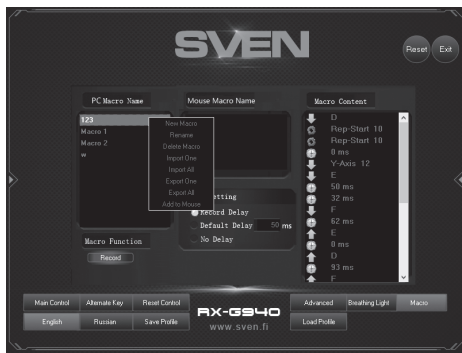 SVEN
Reset
Exit
PC Macro Name
Mouse Macro Name
Macro Content
123
Macro 1
Macro 2
w
New Macro
Rename
Delete Macro
Import One
Import All
Export One
Export All
Add to Mouse
D
Rep-Start 10
Rep-Start 10
0 ms
Y-Axis 12
E
50 ms
32 ms
F
62 ms
E
0 ms
D
93 ms
F
etting
Record Delay
Default Delay 50 ms
No Delay
Macro Function
Record
Main Control
Alternate Key
Reset Control
Advanced
Breathing Light
Macro
English
Russian
Save Profile
Load Profile
RX-G940
www.sven.fi